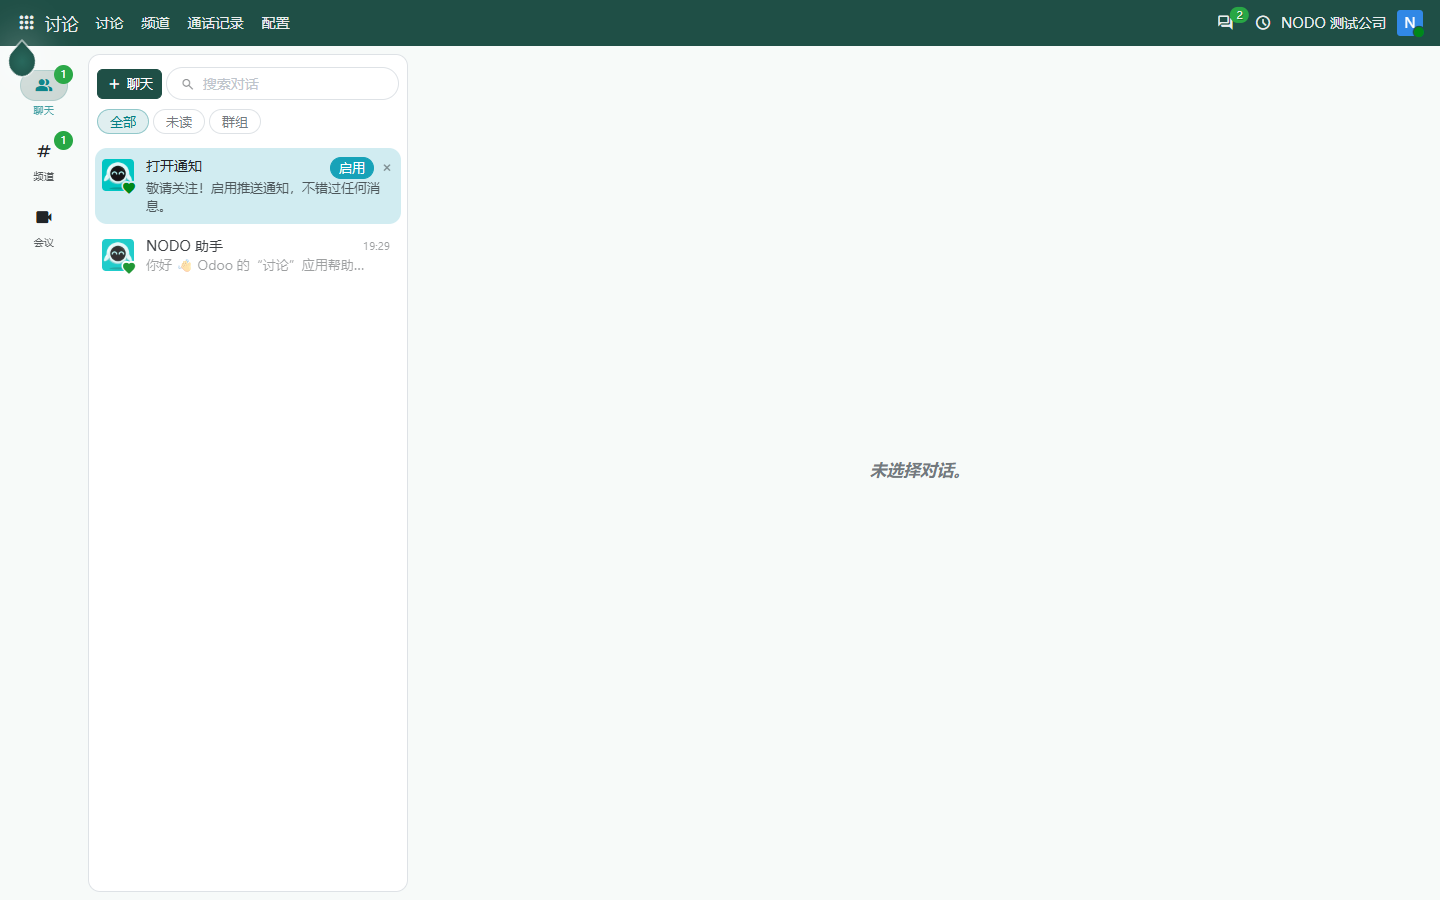 讨论 讨论 频道 通话记录 配置 2 NODO 测试公司 N
1
聊天
1
频道
会议
聊天 搜索对话
全部 未读 群组
打开通知 启用 ×
敬请关注！启用推送通知，不错过任何消
息。
NODO 助手 19:29
你好 👋 Odoo 的“讨论”应用帮助...
未选择对话。